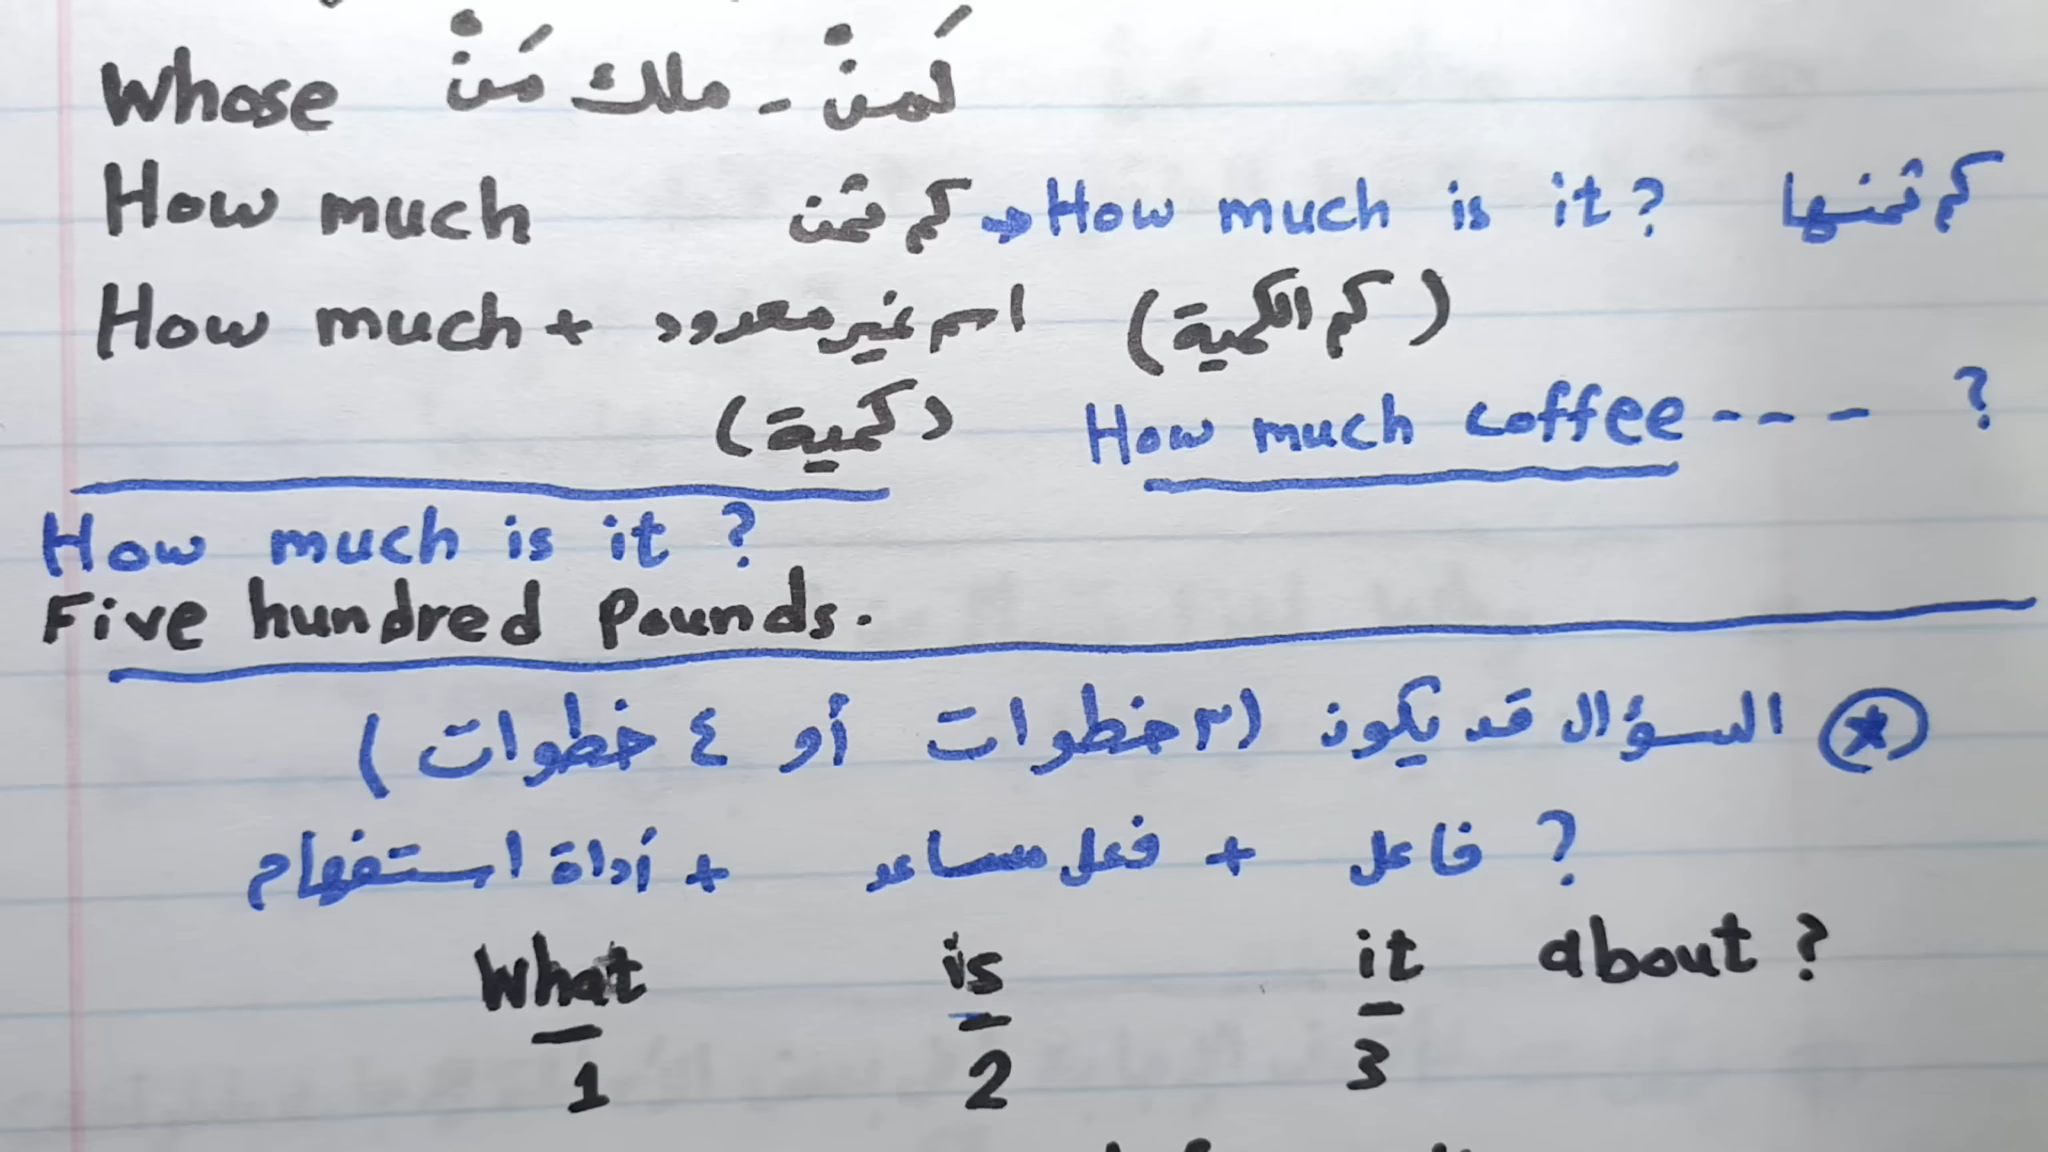 Whose لَمنْ - ملك مَنْ
How much كم ثمن → How much is it? كم ثمنها
How much + اسم غير معدود (كم الكمية)
(كمية) How much coffee - - - ?
How much is it ?
Five hundred Pounds.
* السؤال قد يكون (٣ خطوات أو ٤ خطوات)
أداة استفهام + فعل مساعد + فاعل ?
What is it about ?
1 2 3